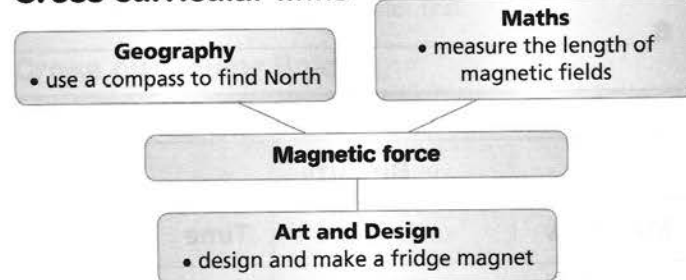 Geography
• use a compass to find North
Maths
• measure the length of
magnetic fields
Magnetic force
Art and Design
• design and make a fridge magnet